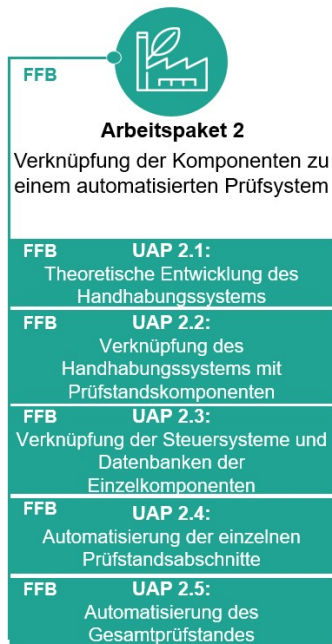 FFB
Arbeitspaket 2
Verknüpfung der Komponenten zu
einem automatisierten Prüfsystem
FFB UAP 2.1:
Theoretische Entwicklung des
Handhabungssystems
FFB UAP 2.2:
Verknüpfung des
Handhabungssystems mit
Prüfstandskomponenten
FFB UAP 2.3:
Verknüpfung der Steuersysteme und
Datenbanken der
Einzelkomponenten
FFB UAP 2.4:
Automatisierung der einzelnen
Prüfstandsabschnitte
FFB UAP 2.5:
Automatisierung des
Gesamtprüfstandes